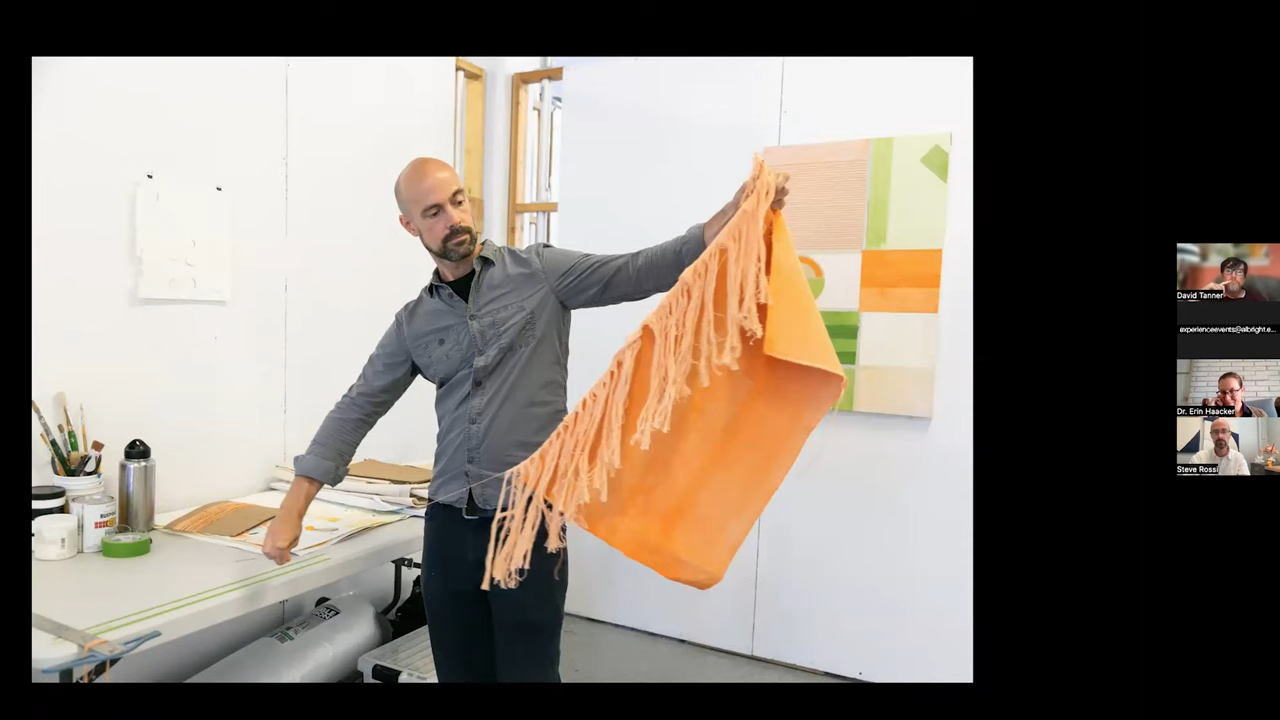 David Tanner
experienceevents@albright.e...
Dr. Erin Haacker
Steve Rossi